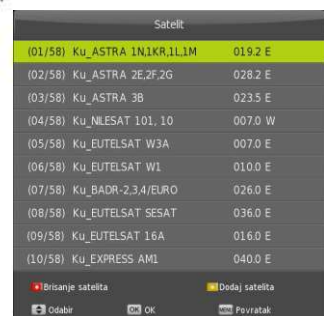 Satelit
(01/58) Ku_ASTRA 1N,1KR,1L,1M 019.2 E
(02/58) Ku_ASTRA 2E,2F,2G 028.2 E
(03/58) Ku_ASTRA 3B 023.5 E
(04/58) Ku_NILESAT 101, 10 007.0 W
(05/58) Ku_EUTELSAT W3A 007.0 E
(06/58) Ku_EUTELSAT W1 010.0 E
(07/58) Ku_BADR-2,3,4/EURO 026.0 E
(08/58) Ku_EUTELSAT SESAT 036.0 E
(09/58) Ku_EUTELSAT 16A 016.0 E
(10/58) Ku_EXPRESS AM1 040.0 E
Brisanje satelita Dodaj satelita
Odabir OK OK MENU Povratak